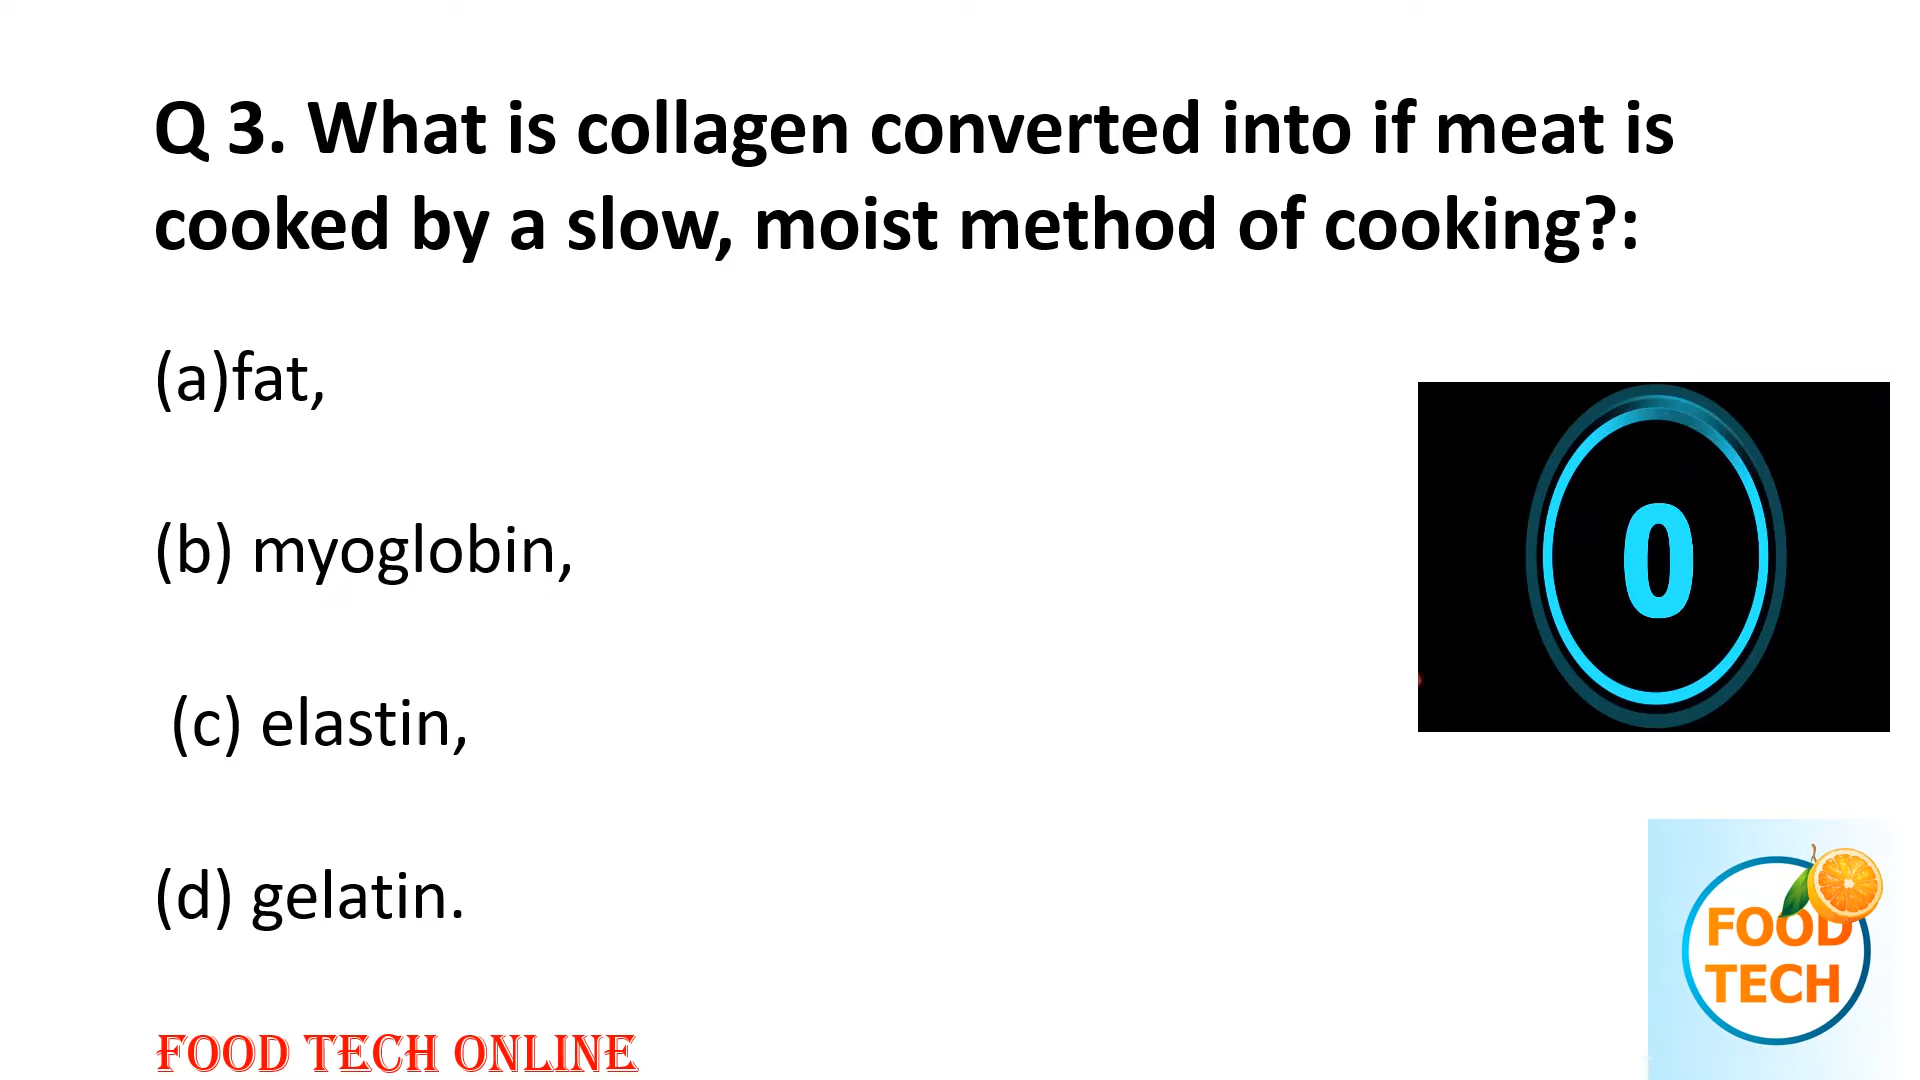 Q 3. What is collagen converted into if meat is
cooked by a slow, moist method of cooking?:
(a)fat,
(b) myoglobin,
(c) elastin,
(d) gelatin.
0
FOOD
TECH
FOOD TECH ONLINE